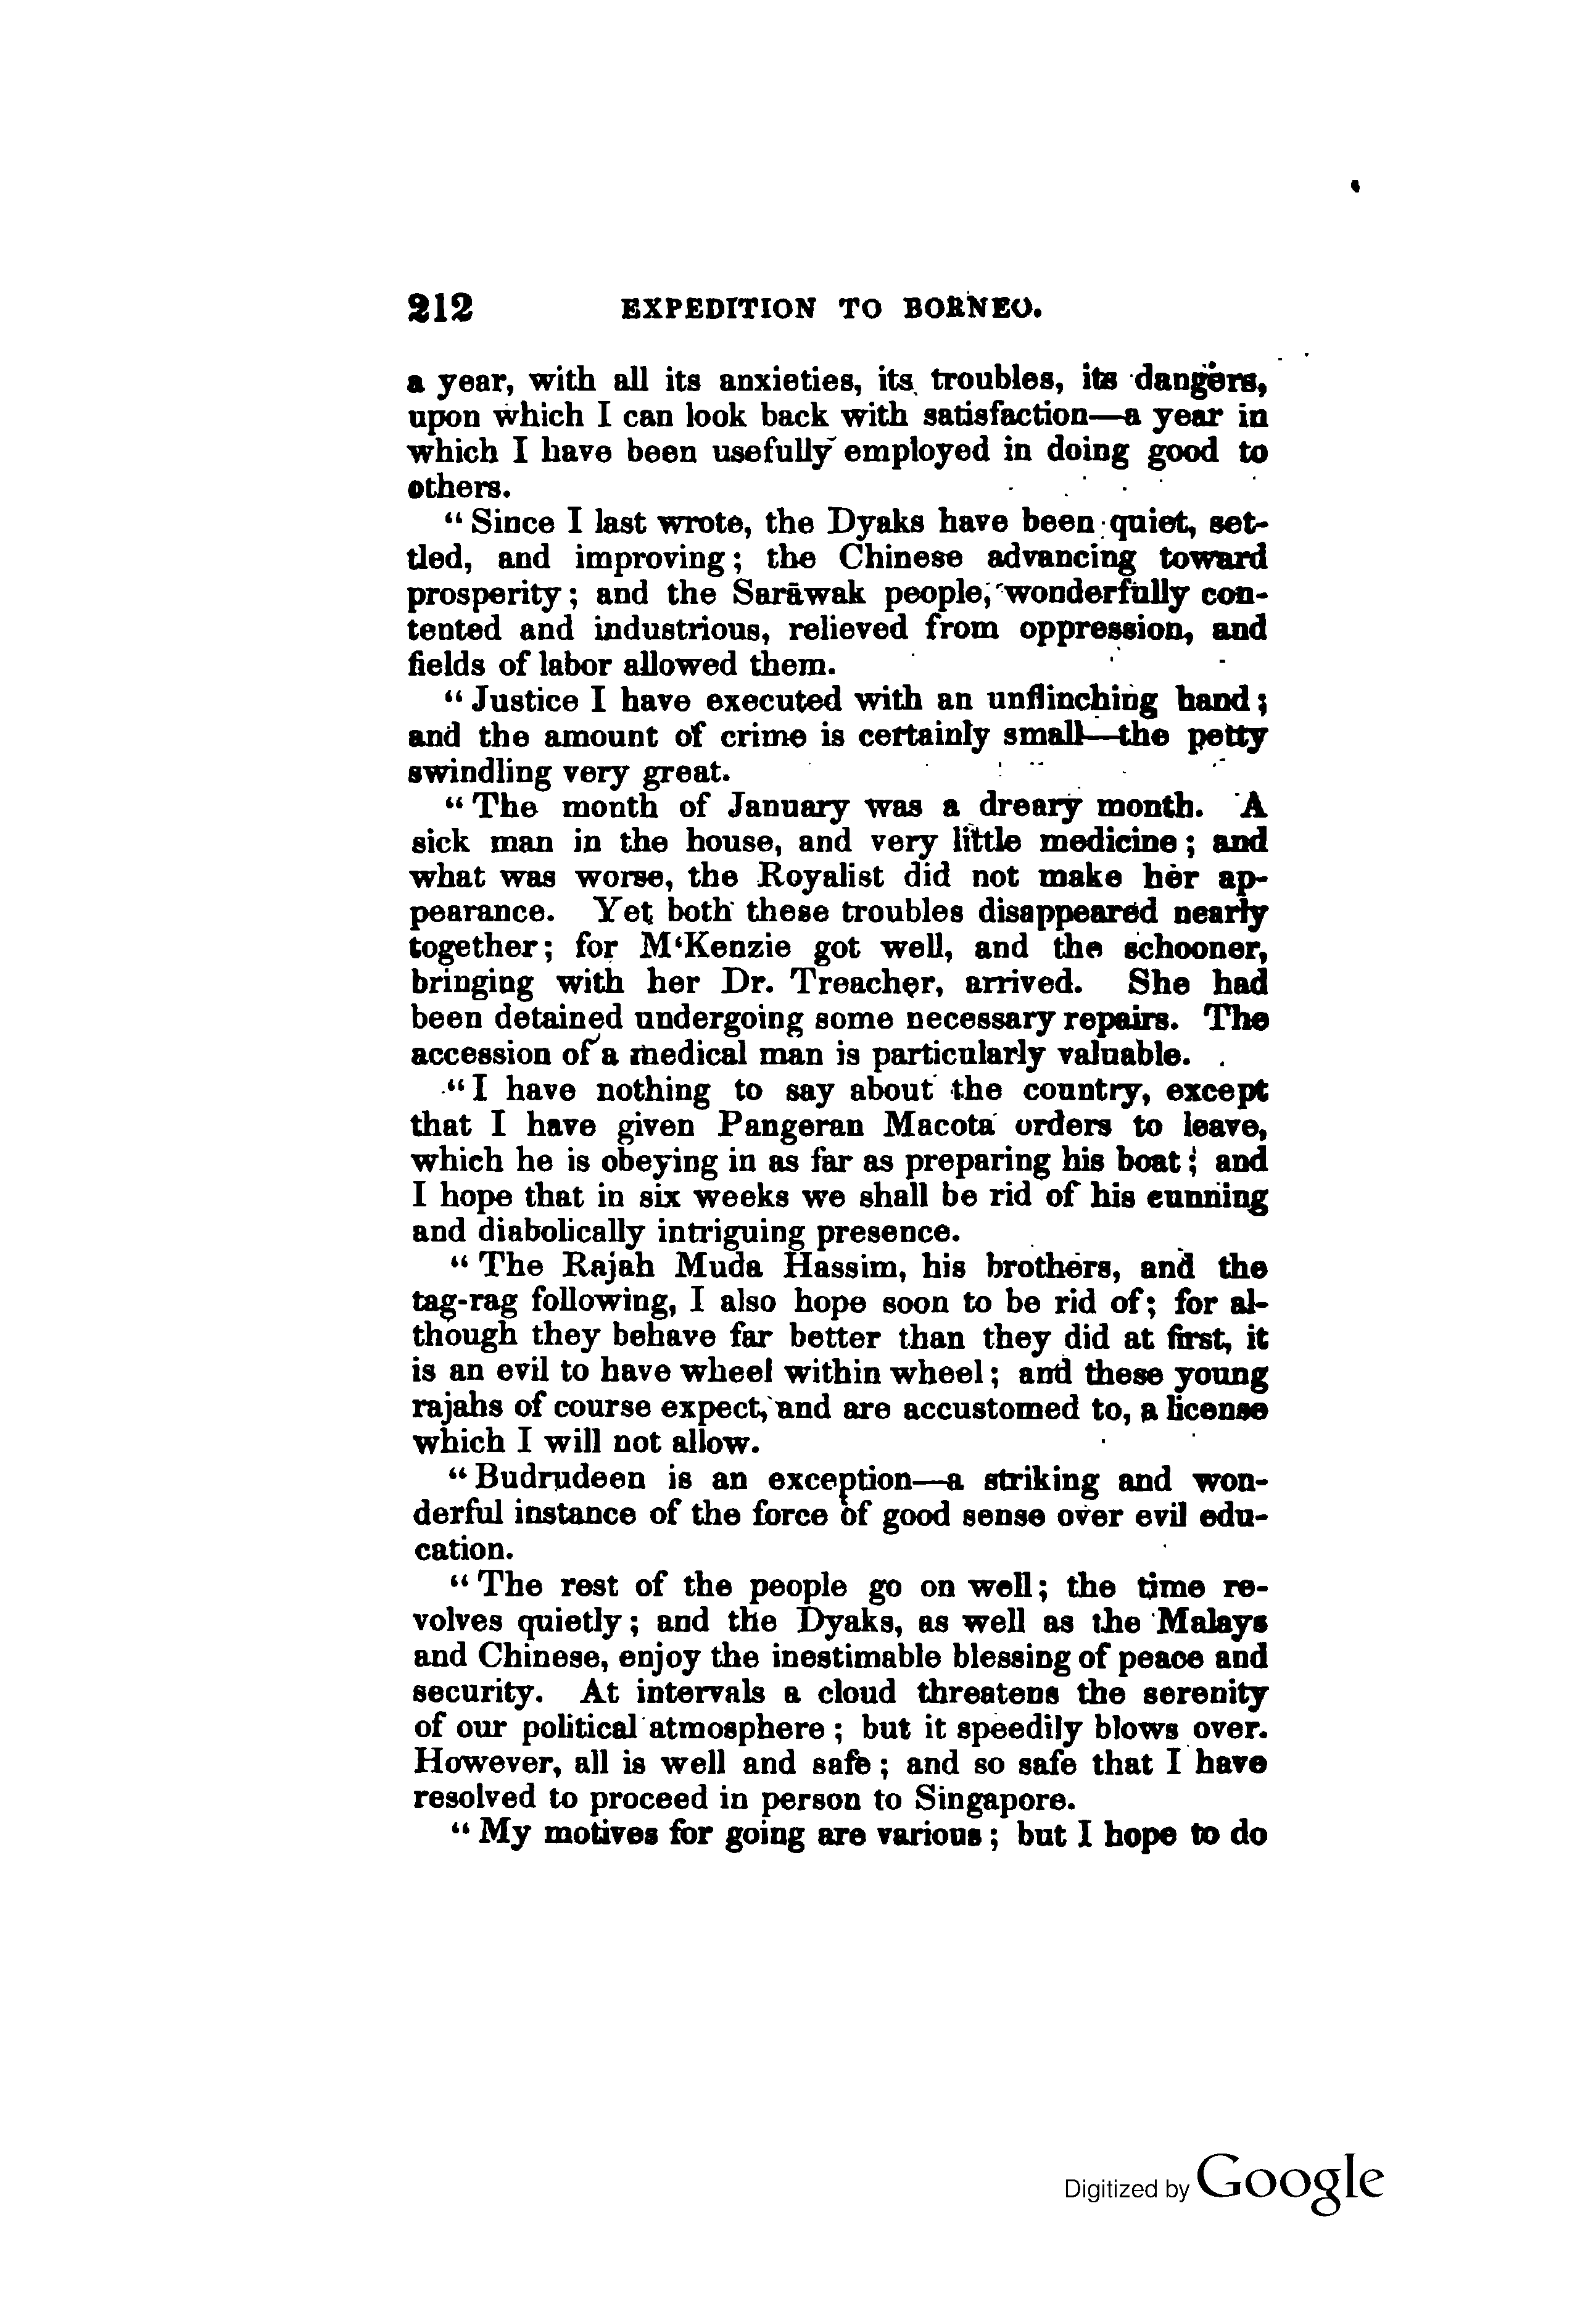 212 EXPEDITION TO BORNEO.
a year, with all its anxieties, its troubles, its dangers,
upon which I can look back with satisfaction—a year in
which I have been usefully employed in doing good to
others.
“Since I last wrote, the Dyaks have been quiet, set-
tled, and improving; the Chinese advancing toward
prosperity; and the Sarāwak people, wonderfully con-
tented and industrious, relieved from oppression, and
fields of labor allowed them.
“Justice I have executed with an unflinching hand;
and the amount of crime is certainly small—the petty
swindling very great.
“The month of January was a dreary month. A
sick man in the house, and very little medicine; and
what was worse, the Royalist did not make her ap-
pearance. Yet both these troubles disappeared nearly
together; for M‘Kenzie got well, and the schooner,
bringing with her Dr. Treacher, arrived. She had
been detained undergoing some necessary repairs. The
accession of a medical man is particularly valuable.
“I have nothing to say about the country, except
that I have given Pangeran Macota orders to leave,
which he is obeying in as far as preparing his boat; and
I hope that in six weeks we shall be rid of his cunning
and diabolically intriguing presence.
“The Rajah Muda Hassim, his brothers, and the
tag-rag following, I also hope soon to be rid of; for al-
though they behave far better than they did at first, it
is an evil to have wheel within wheel; and these young
rajahs of course expect, and are accustomed to, a license
which I will not allow.
“Budrudeen is an exception—a striking and won-
derful instance of the force of good sense over evil edu-
cation.
“The rest of the people go on well; the time re-
volves quietly; and the Dyaks, as well as the Malays
and Chinese, enjoy the inestimable blessing of peace and
security. At intervals a cloud threatens the serenity
of our political atmosphere; but it speedily blows over.
However, all is well and safe; and so safe that I have
resolved to proceed in person to Singapore.
“My motives for going are various; but I hope to do
Digitized by Google